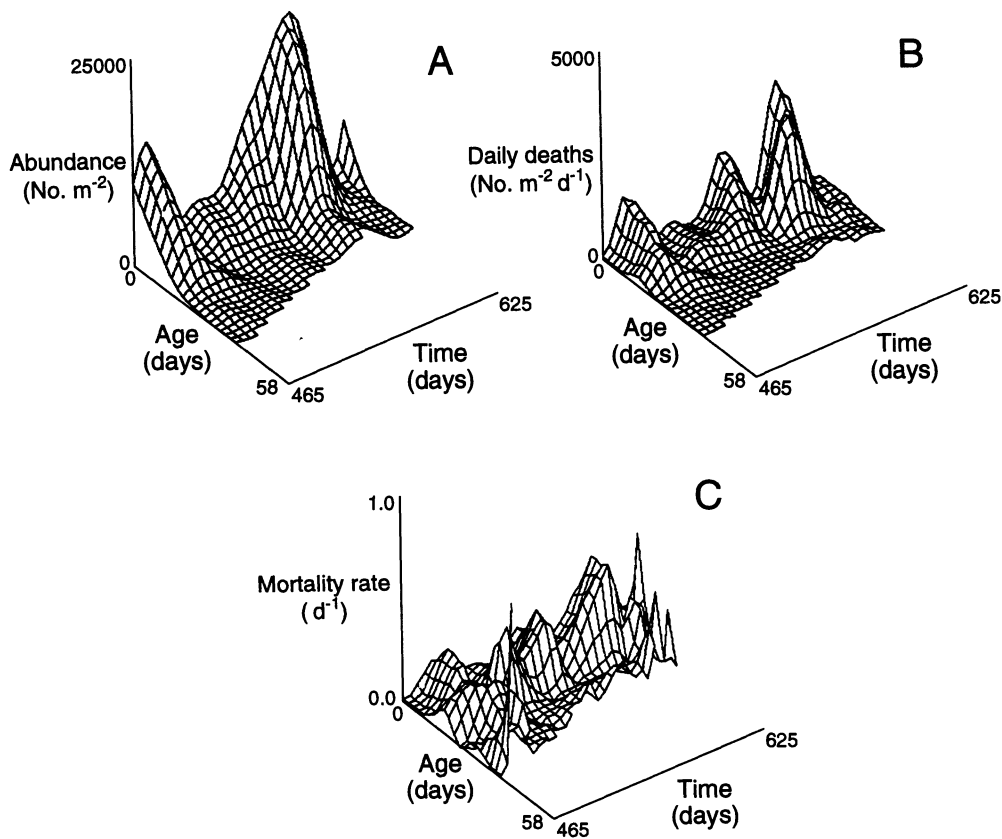 A
25000
Abundance
(No. m⁻²)
0
0
Age
(days)
58
465
Time
(days)
625
B
5000
Daily deaths
(No. m⁻² d⁻¹)
0
0
Age
(days)
58
465
Time
(days)
625
C
1.0
Mortality rate
( d⁻¹)
0.0
0
Age
(days)
58
465
Time
(days)
625